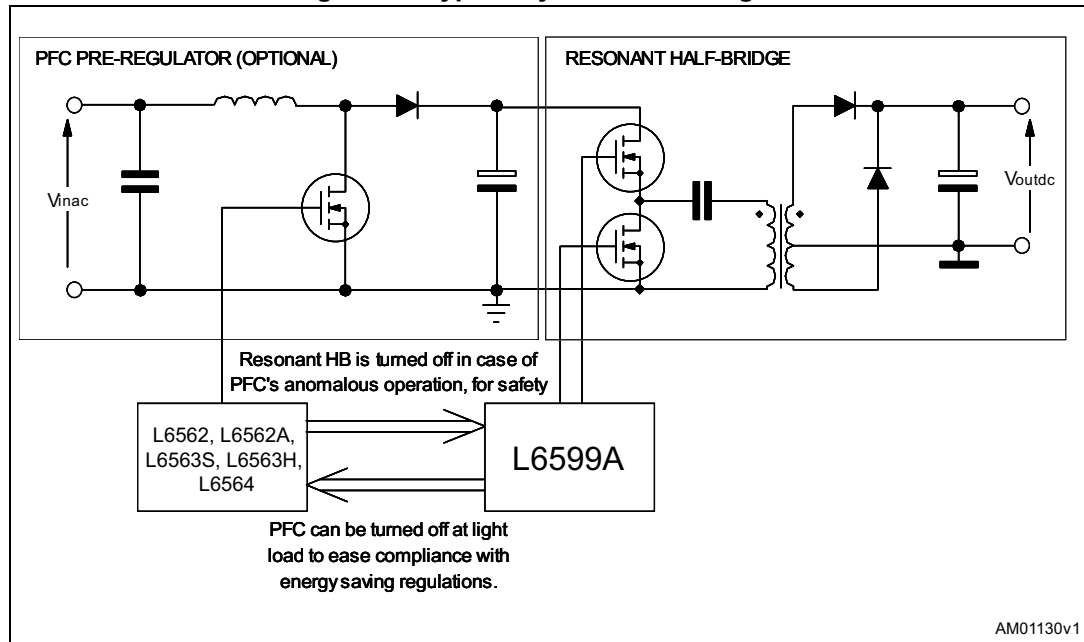 PFC PRE-REGULATOR (OPTIONAL)
RESONANT HALF-BRIDGE
Vinac
Voutdc
Resonant HB is turned off in case of
PFC's anomalous operation, for safety
L6562, L6562A,
L6563S, L6563H,
L6564
L6599A
PFC can be turned off at light
load to ease compliance with
energy saving regulations.
AM01130v1